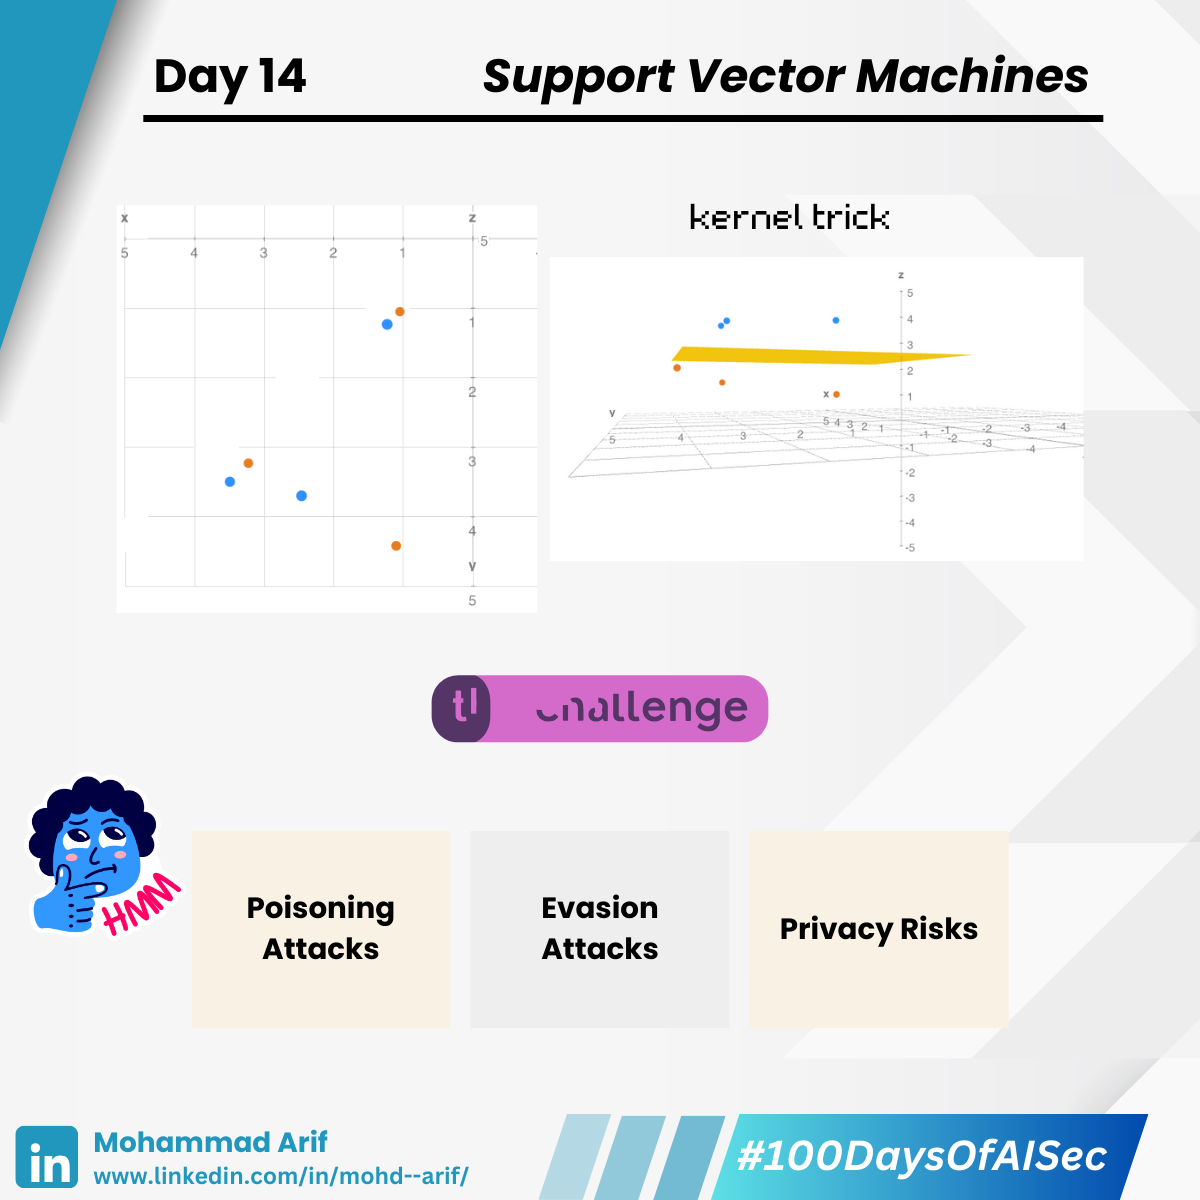 Day 14
Support Vector Machines
x
z
5
5 4 3 2 1
1
2
3
4
y
5
kernel trick
z
5
4
3
2
1
x
y
5 4 3 2 1
5 4 3 2 1
-1 -2 -3 -4
-1 -2 -3 -4
-1
-2
-3
-4
-5
challenge
HMM
Poisoning
Attacks
Evasion
Attacks
Privacy Risks
in
Mohammad Arif
www.linkedin.com/in/mohd--arif/
#100DaysOfAISec